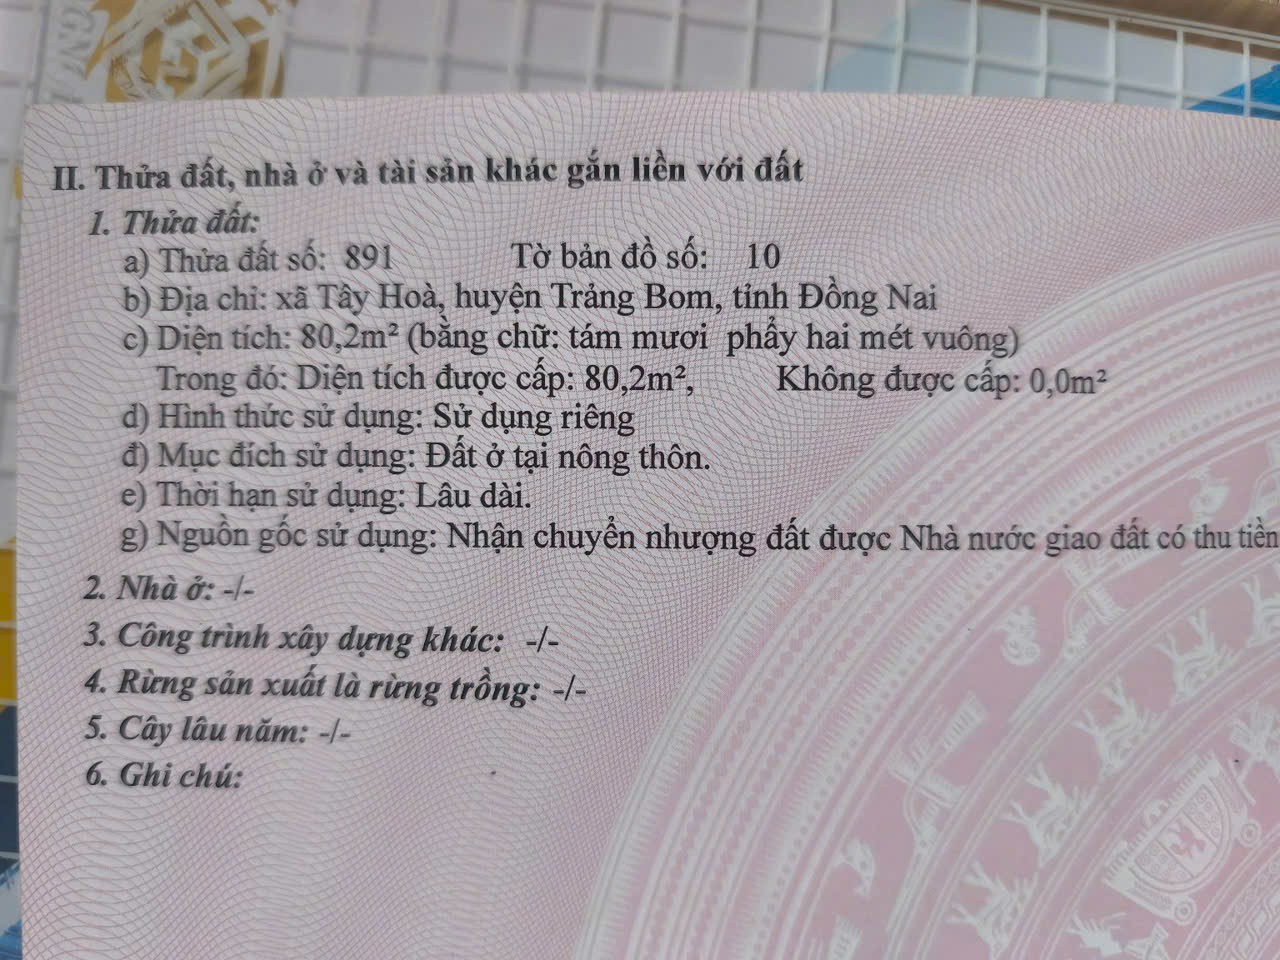 II. Thửa đất, nhà ở và tài sản khác gắn liền với đất
1. Thửa đất:
a) Thửa đất số: 891 Tờ bản đồ số: 10
b) Địa chỉ: xã Tây Hoà, huyện Trảng Bom, tỉnh Đồng Nai
c) Diện tích: 80,2m² (bằng chữ: tám mươi phẩy hai mét vuông)
Trong đó: Diện tích được cấp: 80,2m², Không được cấp: 0,0m²
d) Hình thức sử dụng: Sử dụng riêng
đ) Mục đích sử dụng: Đất ở tại nông thôn.
e) Thời hạn sử dụng: Lâu dài.
g) Nguồn gốc sử dụng: Nhận chuyển nhượng đất được Nhà nước giao đất có thu tiền
2. Nhà ở: -/-
3. Công trình xây dựng khác: -/-
4. Rừng sản xuất là rừng trồng: -/-
5. Cây lâu năm: -/-
6. Ghi chú: